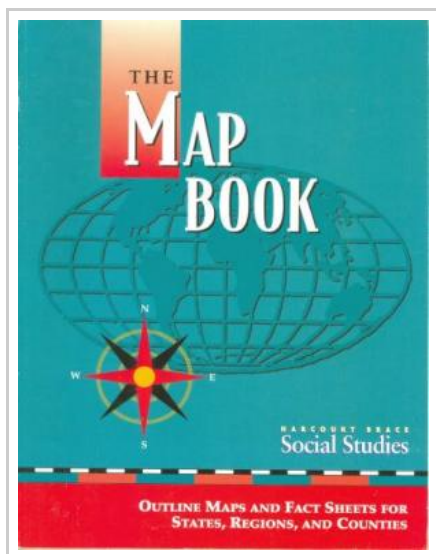 THE
MAP
BOOK
N
W E
S
HARCOURT BRACE
Social Studies
OUTLINE MAPS AND FACT SHEETS FOR
STATES, REGIONS, AND COUNTIES